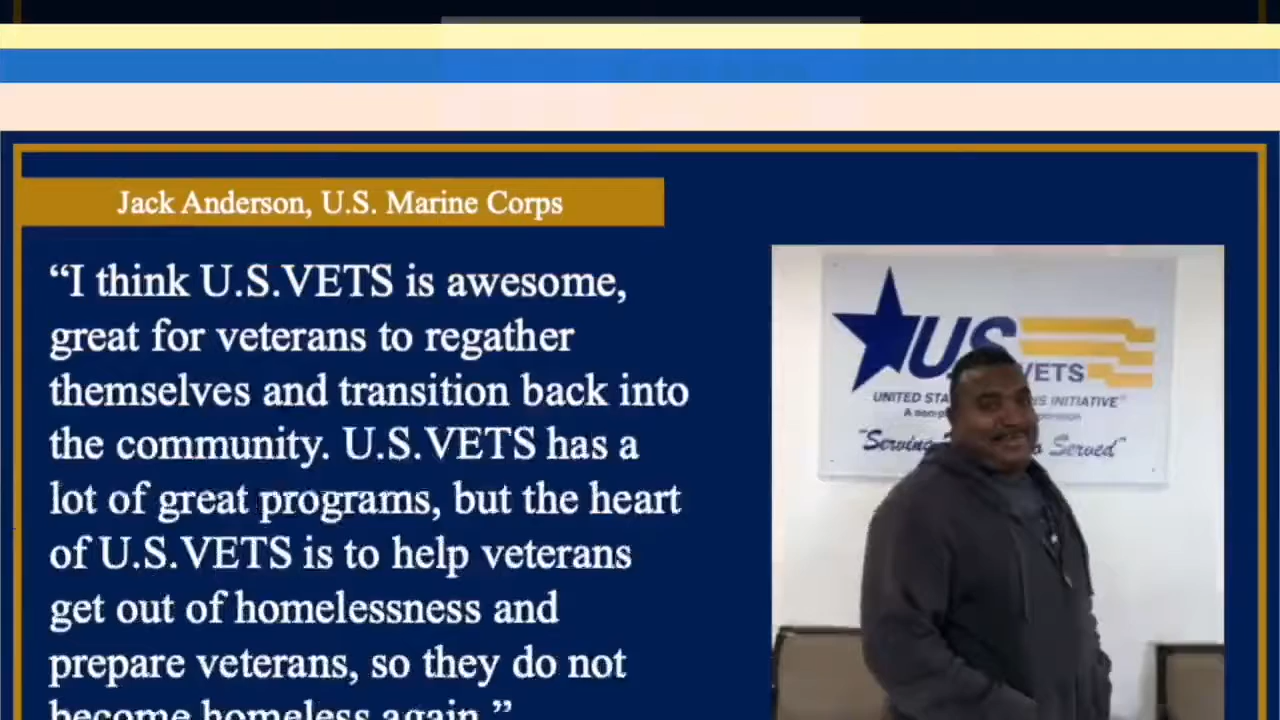 Jack Anderson, U.S. Marine Corps
“I think U.S.VETS is awesome,
great for veterans to regather
themselves and transition back into
the community. U.S.VETS has a
lot of great programs, but the heart
of U.S.VETS is to help veterans
get out of homelessness and
prepare veterans, so they do not
become homeless again.”
US
VETS
UNITED INITIATIVE
"Serving Served"